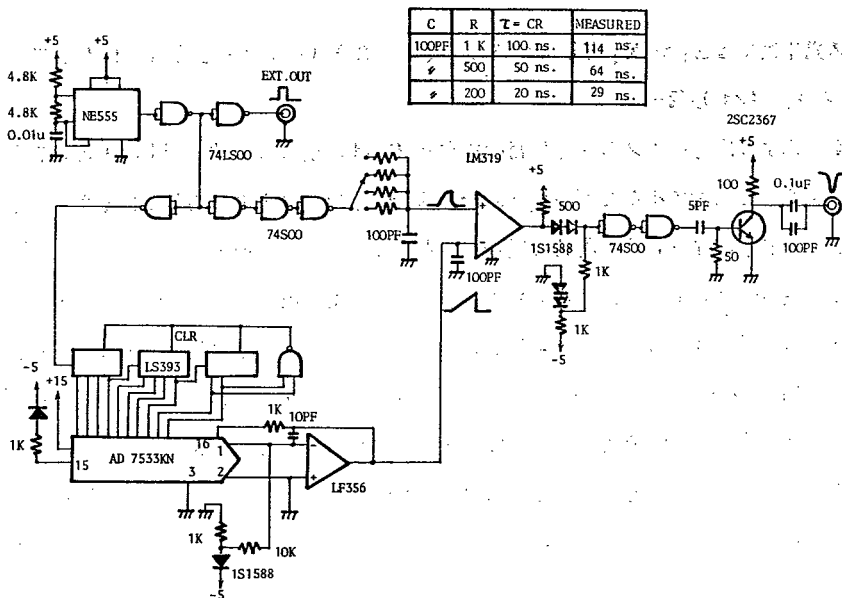 C R τ = CR MEASURED
100PF 1 K 100 ns. 114 ns.
〃 500 50 ns. 64 ns.
〃 200 20 ns. 29 ns.
+5 +5
4.8K
4.8K
0.01u
NE555
EXT.OUT
74LS00
74S00
100PF
LM319
+
-
100PF
+5
500
1S1588
1K
1K
-5
74S00
5PF
50
2SC2367
+5
100
0.1uF
100PF
CLR
LS393
-5
+15
1K
15
AD 7533KN
16
1
3 2
1K
10PF
-
+
LF356
1K
10K
1S1588
-5